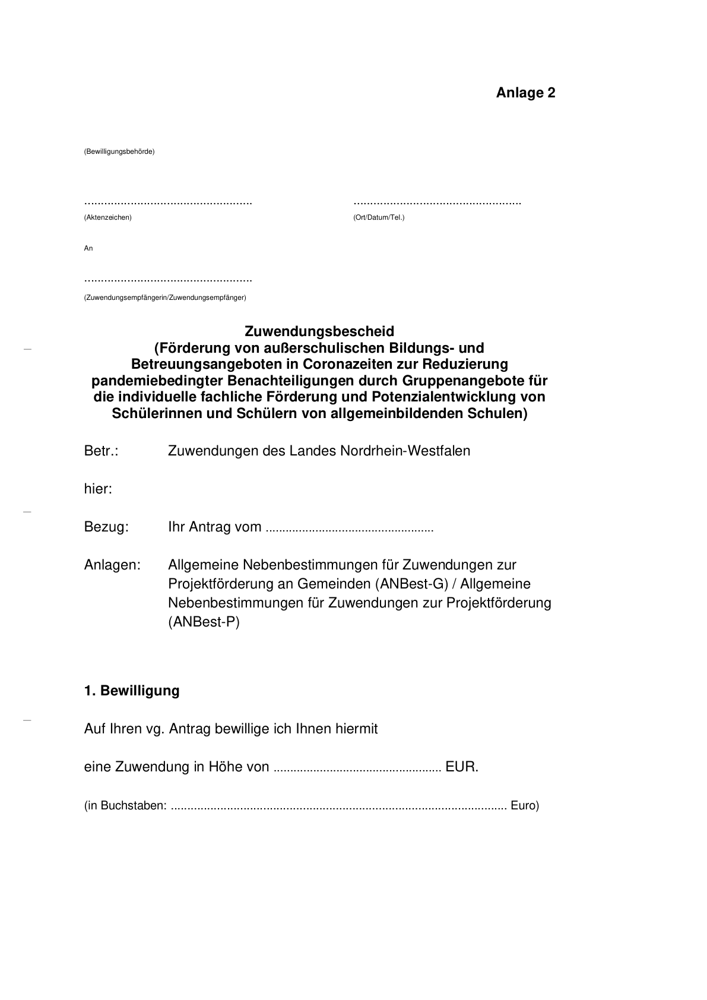 Anlage 2
(Bewilligungsbehörde)
................................................... ...................................................
(Aktenzeichen) (Ort/Datum/Tel.)
An
...................................................
(Zuwendungsempfängerin/Zuwendungsempfänger)
Zuwendungsbescheid
(Förderung von außerschulischen Bildungs- und
Betreuungsangeboten in Coronazeiten zur Reduzierung
pandemiebedingter Benachteiligungen durch Gruppenangebote für
die individuelle fachliche Förderung und Potenzialentwicklung von
Schülerinnen und Schülern von allgemeinbildenden Schulen)
Betr.: Zuwendungen des Landes Nordrhein-Westfalen
hier:
Bezug: Ihr Antrag vom ...................................................
Anlagen: Allgemeine Nebenbestimmungen für Zuwendungen zur
Projektförderung an Gemeinden (ANBest-G) / Allgemeine
Nebenbestimmungen für Zuwendungen zur Projektförderung
(ANBest-P)
1. Bewilligung
Auf Ihren vg. Antrag bewillige ich Ihnen hiermit
eine Zuwendung in Höhe von ................................................... EUR.
(in Buchstaben: ...................................................................................................... Euro)